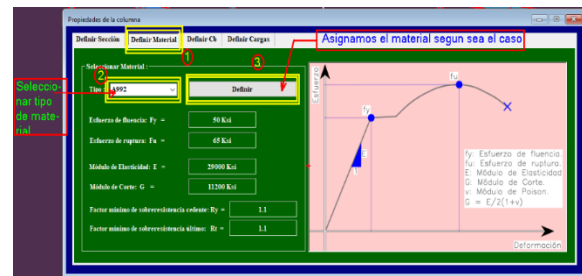 Propiedades de la columna
Definir Sección
Definir Material
Definir Cb
Definir Cargas
Asignamos el material segun sea el caso
1
Seleccionar Material :
2
3
Seleccio-
nar tipo
de mate-
rial
Tipo :
A992
Definir
Esfuerzo de fluencia: Fy =
50 Ksi
Esfuerzo de ruptura: Fu =
65 Ksi
Módulo de Elasticidad: E =
29000 Ksi
Módulo de Corte: G =
11200 Ksi
Factor mínimo de sobreresistencia cedente: Ry =
1.1
Factor mínimo de sobreresistencia último: Rt =
1.1
Esfuerzo
fy
fu
E
1
fy: Esfuerzo de fluencia.
fu: Esfuerzo de ruptura.
E: Módulo de Elasticidad
G: Módulo de Corte.
v: Módulo de Poison.
G = E/2(1+v)
Deformación